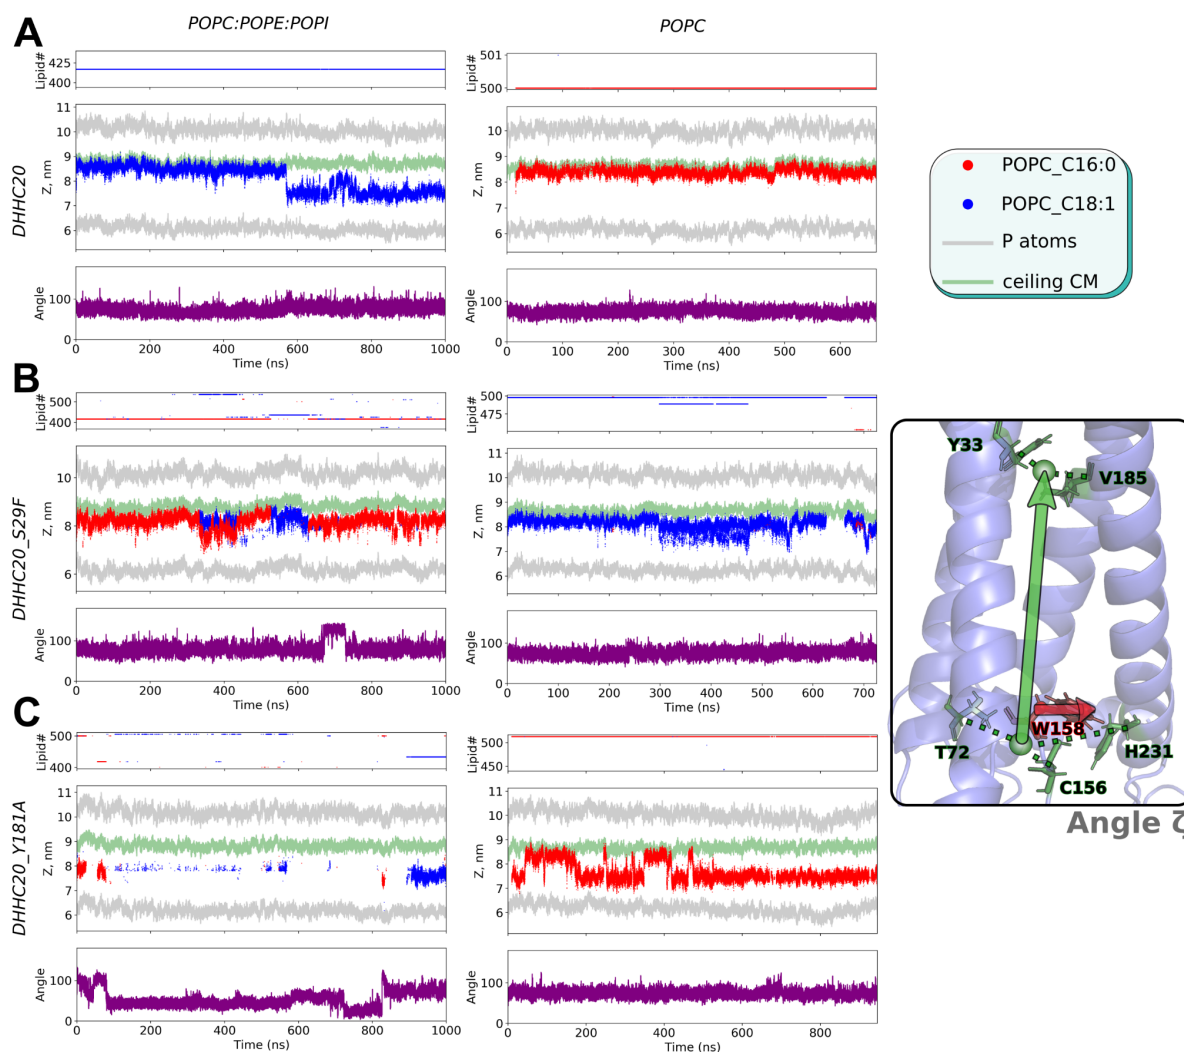 A
POPC:POPE:POPI
POPC
DHHC20
Lipid#
425
400
Lipid#
501
500
Z, nm
11
10
9
8
7
6
Z, nm
10
9
8
7
6
Angle
100
0
Angle
100
0
0 200 400 600 800 1000
Time (ns)
0 100 200 300 400 500 600
Time (ns)
POPC_C16:0
POPC_C18:1
P atoms
ceiling CM
B
DHHC20_S29F
Lipid#
500
400
Lipid#
500
475
Z, nm
10
8
6
Z, nm
11
10
9
8
7
6
Angle
100
0
Angle
100
0
0 200 400 600 800 1000
Time (ns)
0 100 200 300 400 500 600 700
Time (ns)
C
DHHC20_Y181A
Lipid#
500
400
Lipid#
500
450
Z, nm
11
10
9
8
7
6
Z, nm
11
10
9
8
7
6
Angle
100
0
Angle
100
0
0 200 400 600 800 1000
Time (ns)
0 200 400 600 800
Time (ns)
Y33
V185
W158
T72
H231
C156
Angle ζ